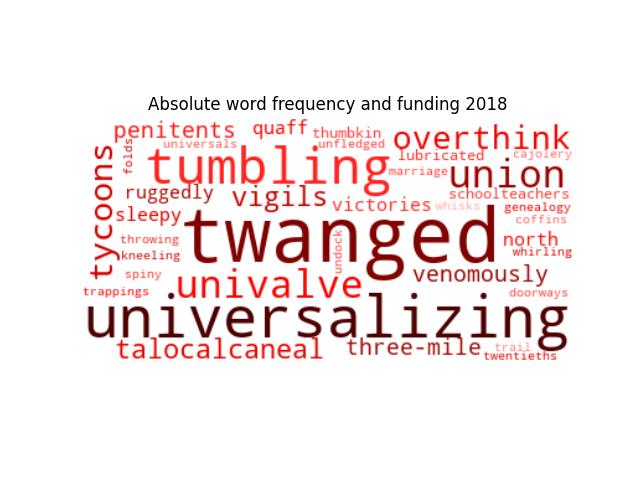 Absolute word frequency and funding 2018
penitents quaff thumbkin overthink
universals unfledged
folds tumbling lubricated cajolery
tycoons marriage union
ruggedly vigils schoolteachers
sleepy victories whisks genealogy
coffins
throwing twanged north
kneeling undock whirling
spiny univalve venomously
trappings doorways
universalizing
talocalcaneal three-mile trail
twentieths